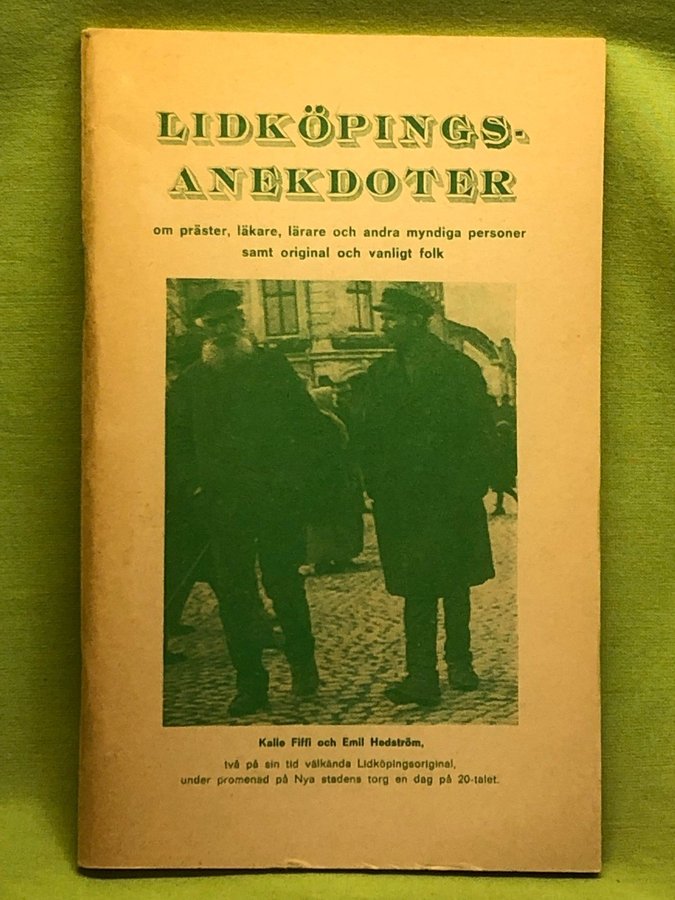 LIDKÖPINGS-
ANEKDOTER
om präster, läkare, lärare och andra myndiga personer
samt original och vanligt folk
Kalle Fiffi och Emil Hedström,
två på sin tid välkända Lidköpingsoriginal,
under promenad på Nya stadens torg en dag på 20-talet.